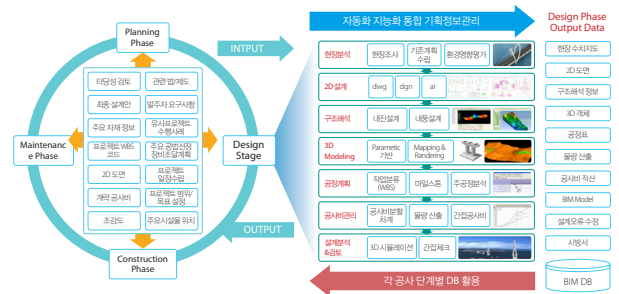 Planning
Phase
INTPUT
타당성 검토
관련 법/제도
최종 설계안
발주자 요구사항
주요 자재 정보
유사프로젝트
수행사례
Maintenanc
e Phase
프로젝트 WBS
코드
주요 공법선정
장비조달계획
Design
Stage
2D 도면
프로젝트
일정수립
개략 공사비
프로젝트 범위/
목표 설정
조감도
주요시설물 위치
OUTPUT
Construction
Phase
자동화 지능화 통합 기획정보관리
현장분석
현장조사
기존계획
수립
환경영향평가
2D 설계
dwg
dgn
ai
구조해석
내진설계
내풍설계
3D
Modeling
Parametic
기반
Mapping &
Randering
공정계획
작업분류
(WBS)
마일스톤
주공정분석
공사비관리
공사비분할
차계
물량 산출
간접공사비
설계분석
&검토
3D 시뮬레이션
간접체크
각 공사 단계별 DB 활용
Design Phase
Output Data
현장 수치지도
2D 도면
구조해석 정보
3D 객체
공정표
물량 산출
공사비 적산
BIM Model
설계오류 수정
시방서
BIM DB